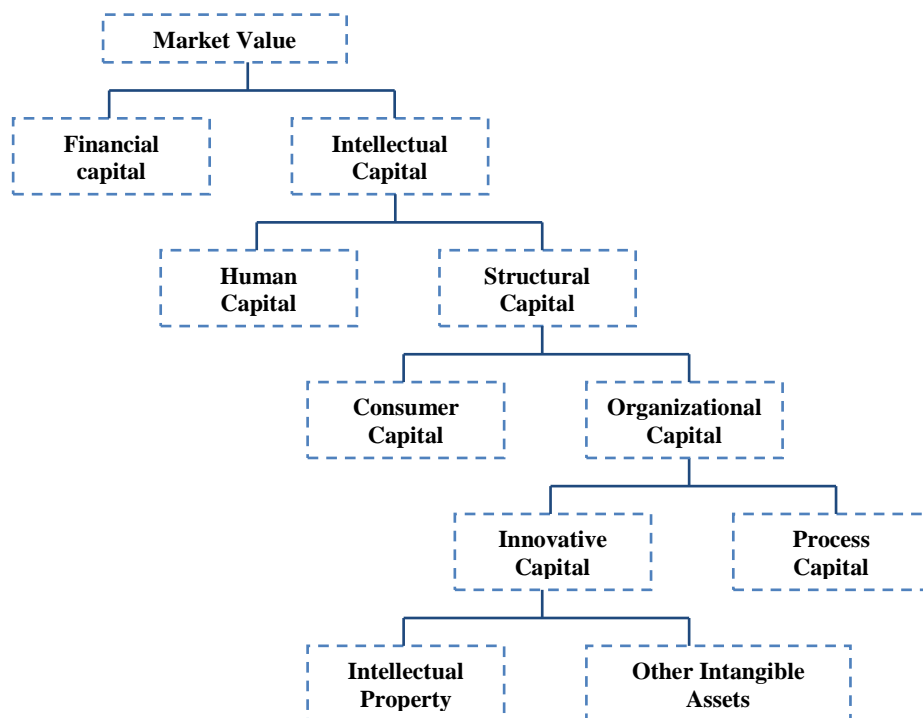 Market Value
Financial
capital
Intellectual
Capital
Human
Capital
Structural
Capital
Consumer
Capital
Organizational
Capital
Innovative
Capital
Process
Capital
Intellectual
Property
Other Intangible
Assets